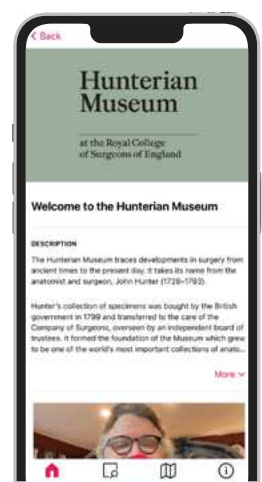 Back
Hunterian
Museum
at the Royal College
of Surgeons of England
Welcome to the Hunterian Museum
DESCRIPTION
The Hunterian Museum traces developments in surgery from
ancient times to the present day. It takes its name from the
anatomist and surgeon, John Hunter (1728–1793).
Hunter's collection of specimens was bought by the British
government in 1799 and transferred to the care of the
Company of Surgeons, overseen by an independent board of
trustees. It formed the foundation of the Museum which grew
to be one of the world's most important collections of anato...
More